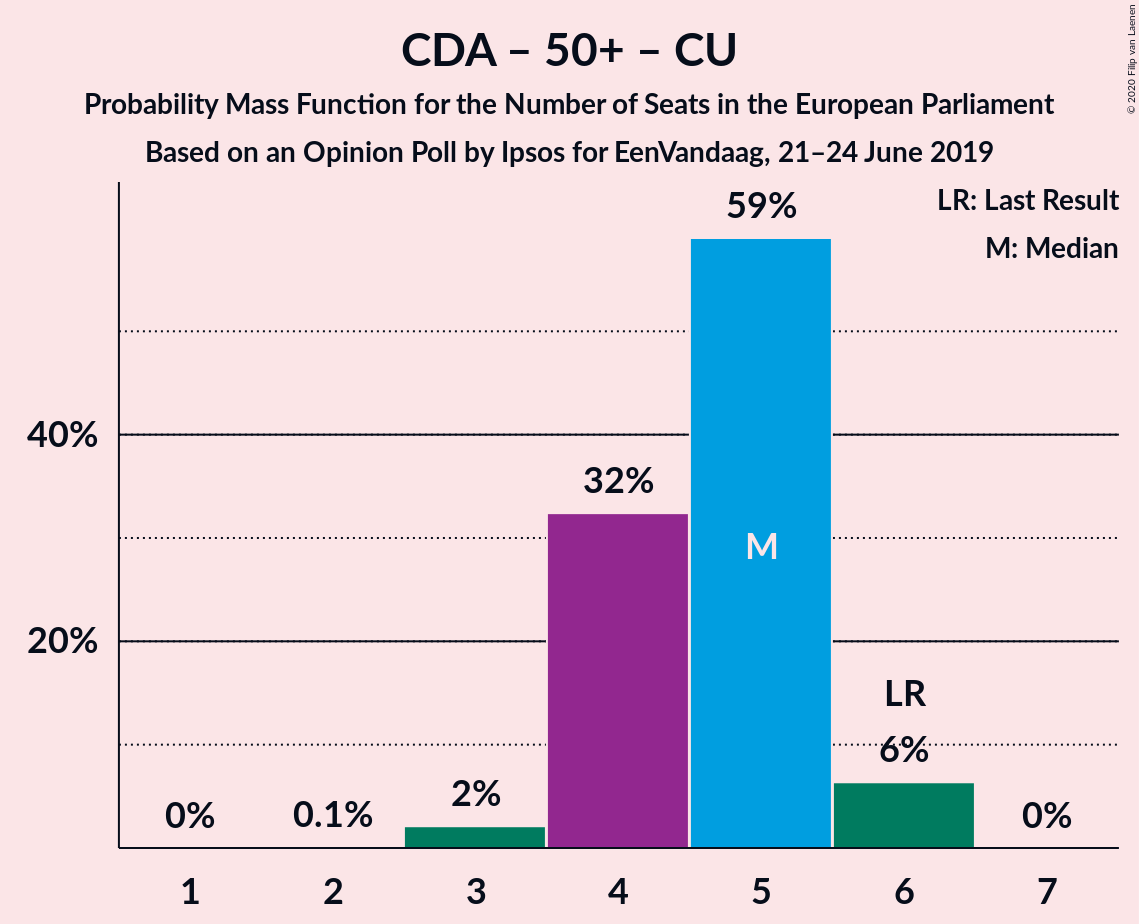 CDA – 50+ – CU
Probability Mass Function for the Number of Seats in the European Parliament
Based on an Opinion Poll by Ipsos for EenVandaag, 21–24 June 2019
© 2020 Filip van Laenen
LR: Last Result
M: Median
59%
40%
32%
M
20%
LR
6%
2%
0%
0.1%
0%
1 2 3 4 5 6 7